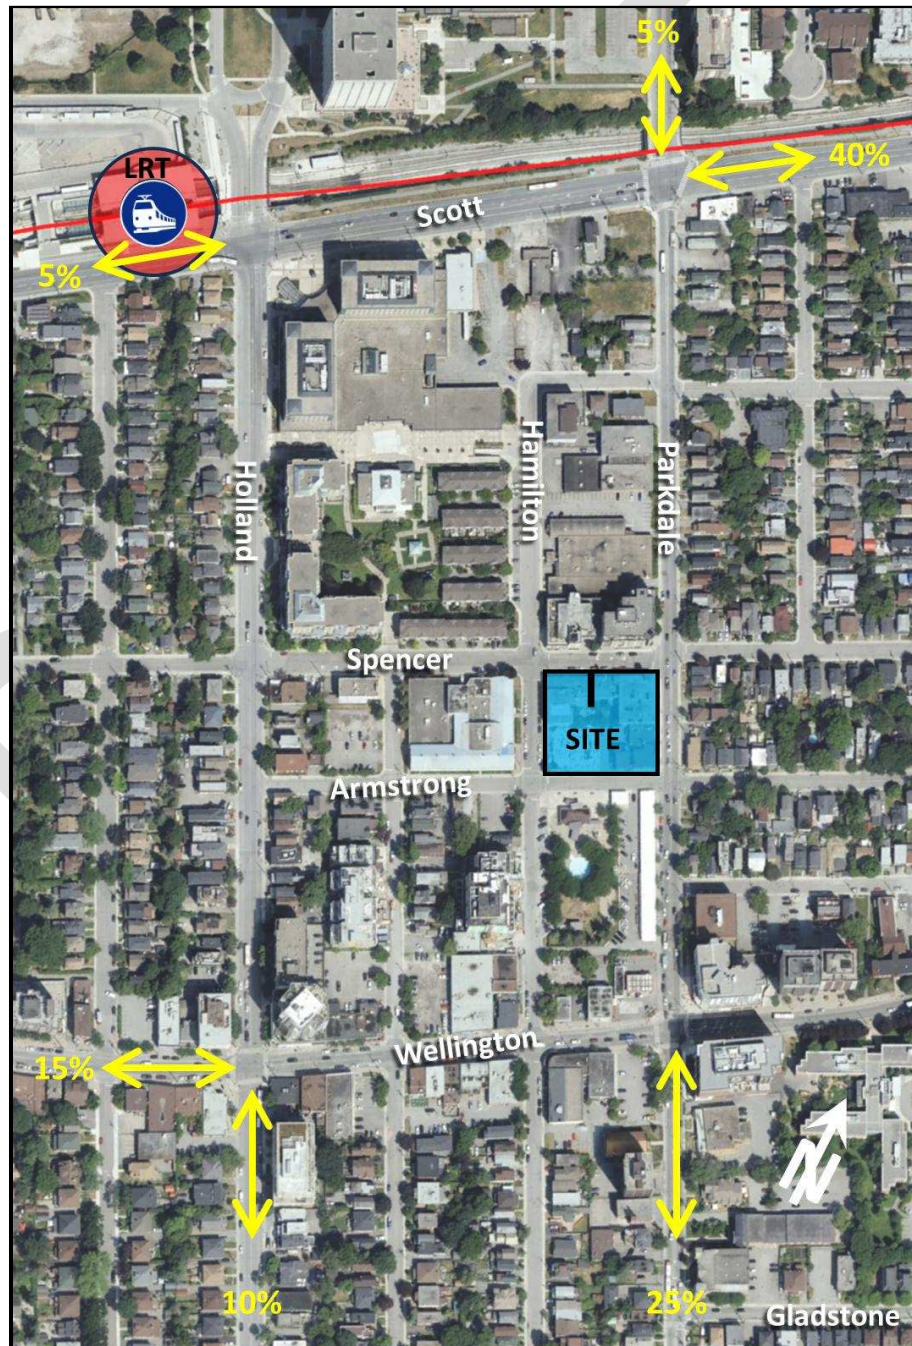 5%
LRT
40%
Scott
5%
Hamilton
Parkdale
Holland
Spencer
SITE
Armstrong
Wellington
15%
N
10%
25%
Gladstone